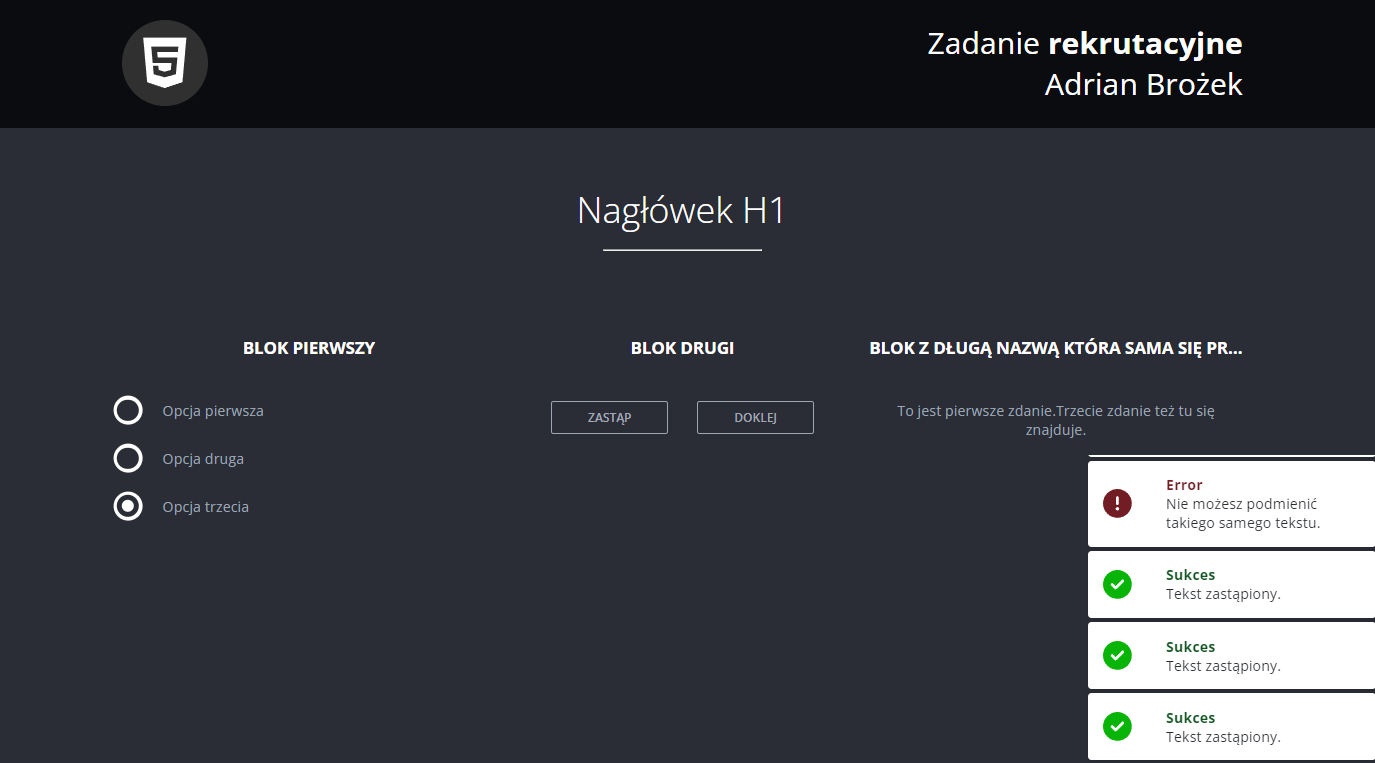 Zadanie rekrutacyjne
Adrian Brożek
Nagłówek H1
BLOK PIERWSZY
Opcja pierwsza
Opcja druga
Opcja trzecia
BLOK DRUGI
ZASTĄP
DOKLEJ
BLOK Z DŁUGĄ NAZWĄ KTÓRA SAMA SIĘ PR...
To jest pierwsze zdanie.Trzecie zdanie też tu się
znajduje.
Error
Nie możesz podmienić
takiego samego tekstu.
Sukces
Tekst zastąpiony.
Sukces
Tekst zastąpiony.
Sukces
Tekst zastąpiony.